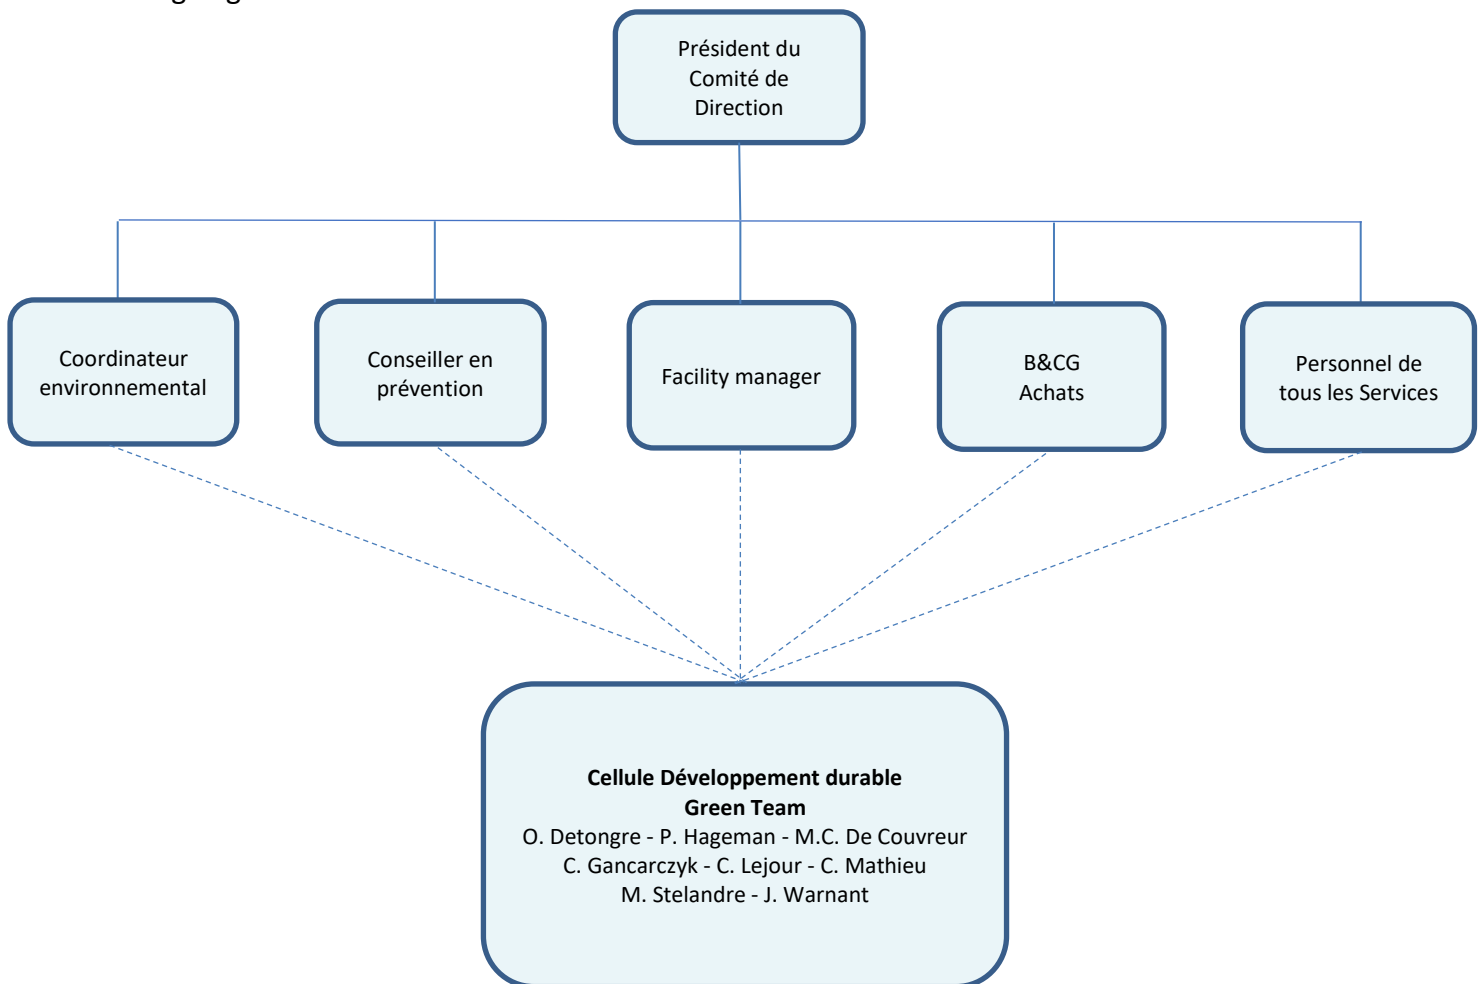 Président du
Comité de
Direction
Coordinateur
environnemental
Conseiller en
prévention
Facility manager
B&CG
Achats
Personnel de
tous les Services
Cellule Développement durable
Green Team
O. Detongre - P. Hageman - M.C. De Couvreur
C. Gancarczyk - C. Lejour - C. Mathieu
M. Stelandre - J. Warnant